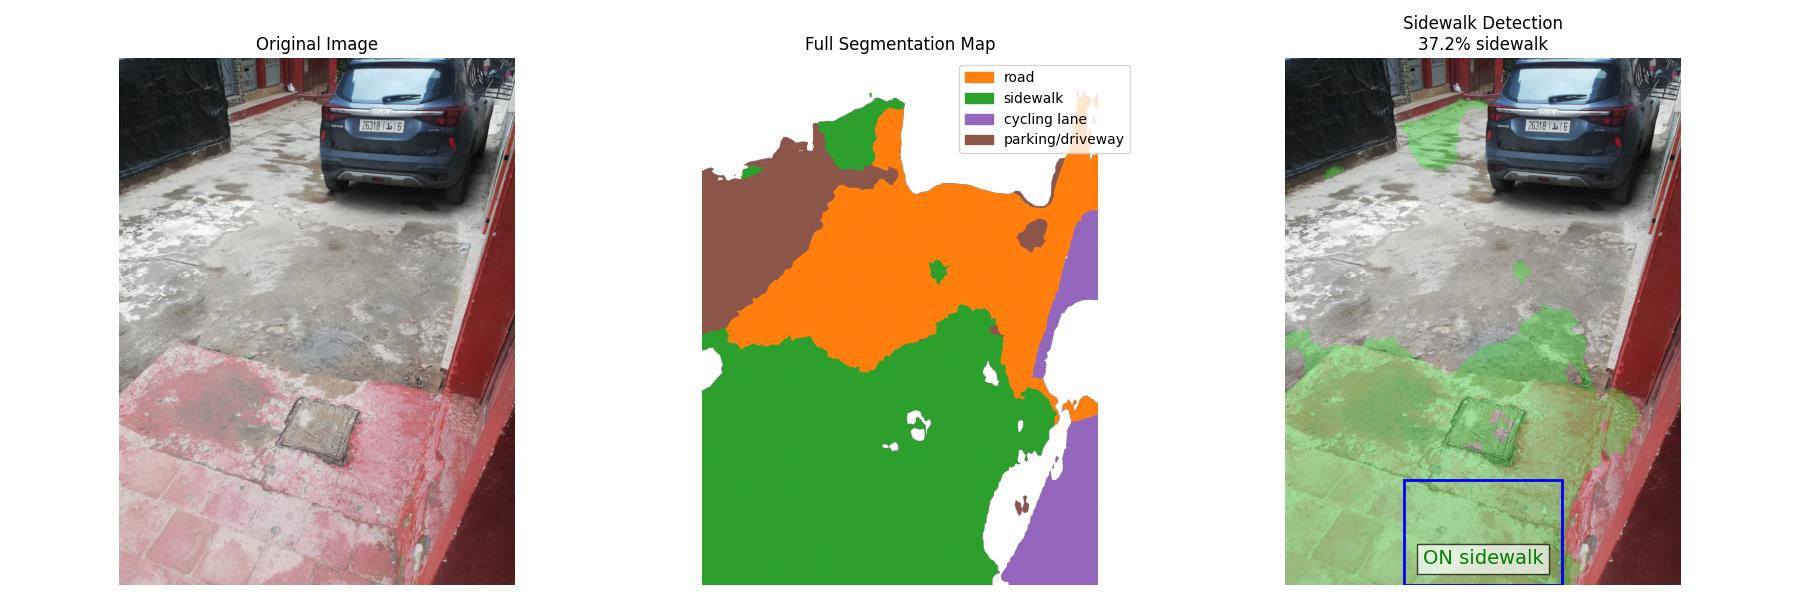 Original Image
Full Segmentation Map
Sidewalk Detection
37.2% sidewalk
road
sidewalk
cycling lane
parking/driveway
26318
6
26318
6
ON sidewalk